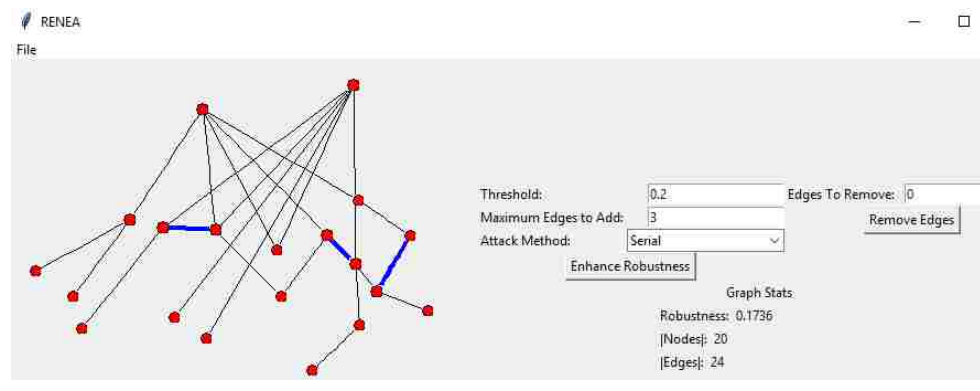 RENEA
File
Threshold: 0.2 Edges To Remove: 0
Maximum Edges to Add: 3 Remove Edges
Attack Method: Serial
Enhance Robustness
Graph Stats
Robustness: 0.1736
|Nodes|: 20
|Edges|: 24